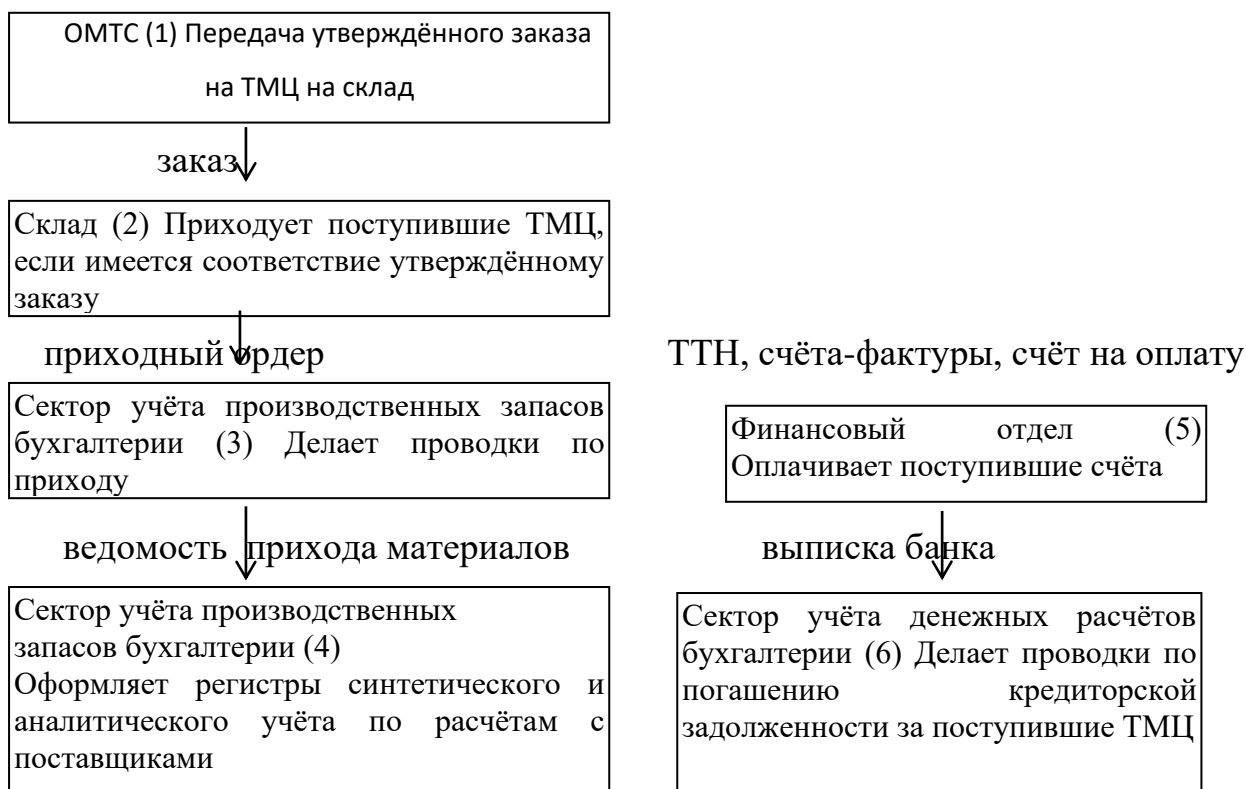 ОМТС (1) Передача утверждённого заказа
на ТМЦ на склад
заказ
Склад (2) Приходует поступившие ТМЦ,
если имеется соответствие утверждённому
заказу
приходный ордер
Сектор учёта производственных запасов
бухгалтерии (3) Делает проводки по
приходу
ведомость прихода материалов
Сектор учёта производственных
запасов бухгалтерии (4)
Оформляет регистры синтетического и
аналитического учёта по расчётам с
поставщиками
ТТН, счёта-фактуры, счёт на оплату
Финансовый отдел (5)
Оплачивает поступившие счёта
выписка банка
Сектор учёта денежных расчётов
бухгалтерии (6) Делает проводки по
погашению кредиторской
задолженности за поступившие ТМЦ